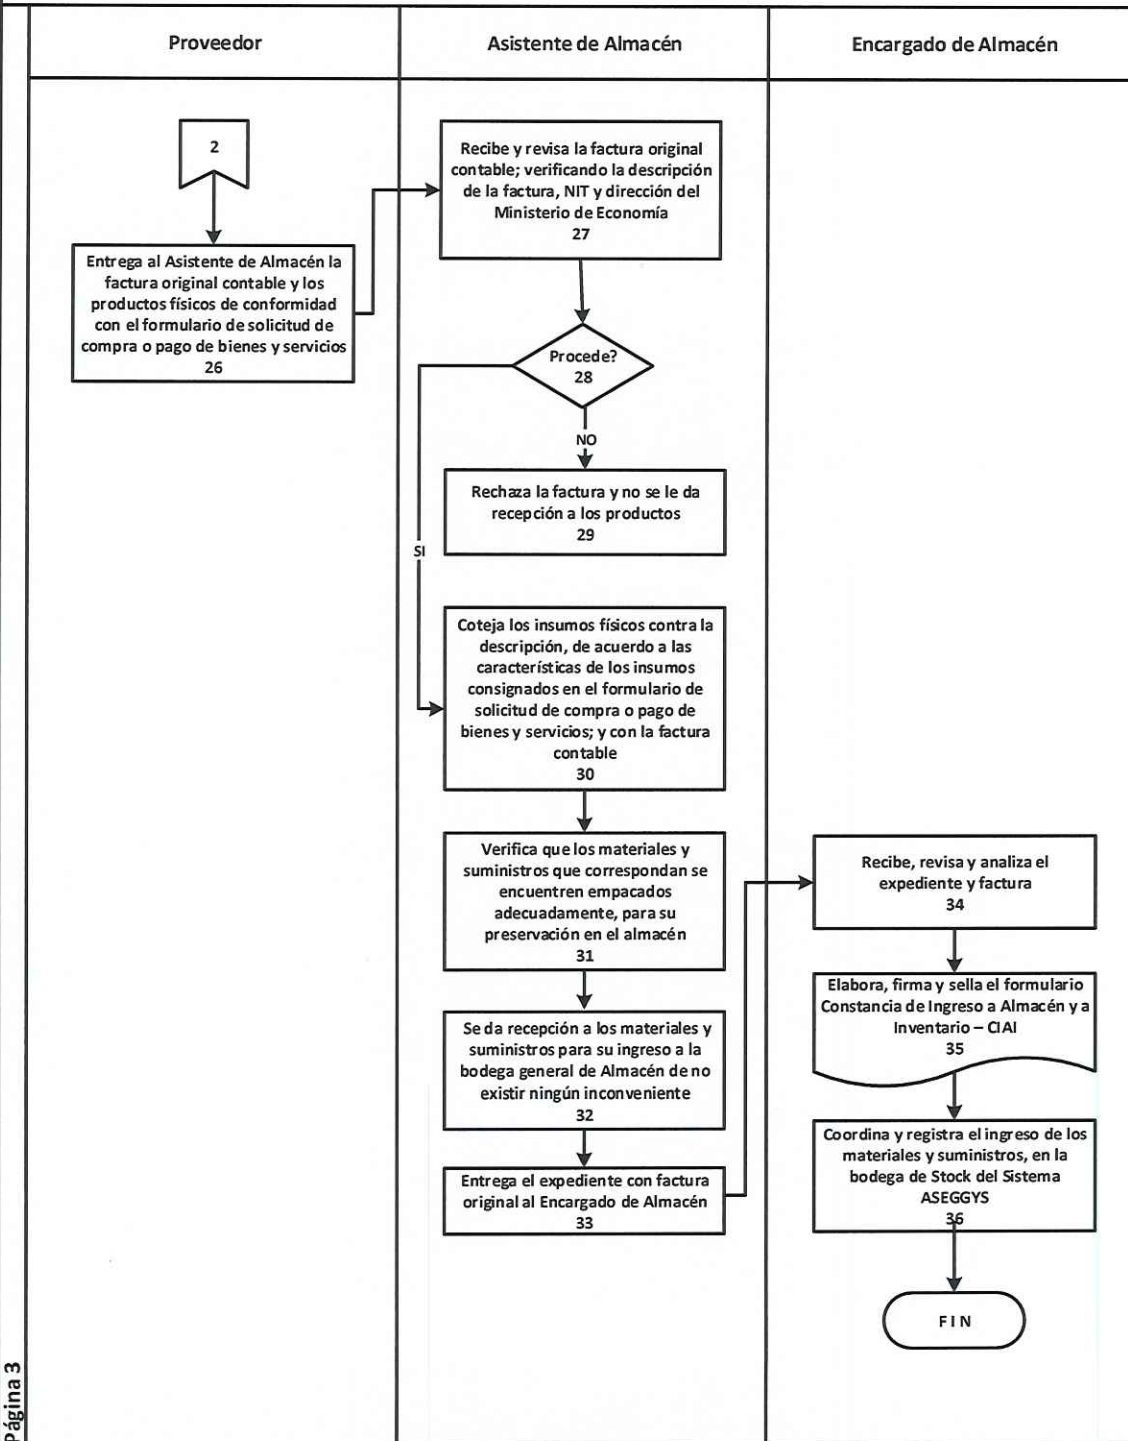 Proveedor
Asistente de Almacén
Encargado de Almacén
2
Entrega al Asistente de Almacén la
factura original contable y los
productos físicos de conformidad
con el formulario de solicitud de
compra o pago de bienes y servicios
26
Recibe y revisa la factura original
contable; verificando la descripción
de la factura, NIT y dirección del
Ministerio de Economía
27
Procede?
28
NO
Rechaza la factura y no se le da
recepción a los productos
29
SI
Coteja los insumos físicos contra la
descripción, de acuerdo a las
características de los insumos
consignados en el formulario de
solicitud de compra o pago de
bienes y servicios; y con la factura
contable
30
Verifica que los materiales y
suministros que correspondan se
encuentren empacados
adecuadamente, para su
preservación en el almacén
31
Se da recepción a los materiales y
suministros para su ingreso a la
bodega general de Almacén de no
existir ningún inconveniente
32
Entrega el expediente con factura
original al Encargado de Almacén
33
Recibe, revisa y analiza el
expediente y factura
34
Elabora, firma y sella el formulario
Constancia de Ingreso a Almacén y a
Inventario – CIAI
35
Coordina y registra el ingreso de los
materiales y suministros, en la
bodega de Stock del Sistema
ASEGGYS
36
FIN
Página 3